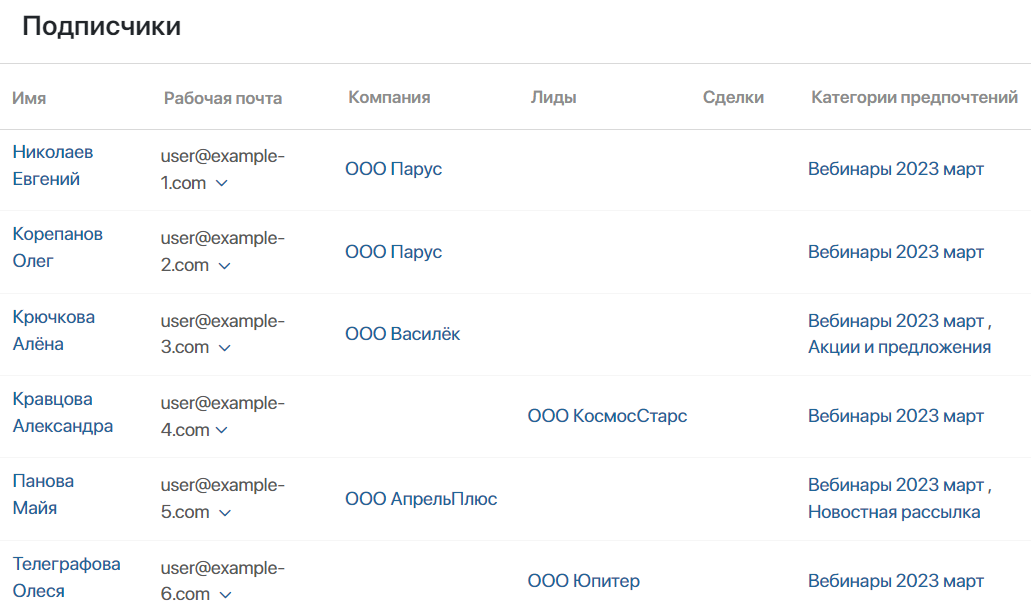 Подписчики
Имя Рабочая почта Компания Лиды Сделки Категории предпочтений
Николаев user@example-
Евгений 1.com ООО Парус Вебинары 2023 март
Корепанов user@example-
Олег 2.com ООО Парус Вебинары 2023 март
Крючкова user@example- Вебинары 2023 март ,
Алёна 3.com ООО Василёк Акции и предложения
Кравцова user@example-
Александра 4.com ООО КосмосСтарс Вебинары 2023 март
Панова user@example- Вебинары 2023 март ,
Майя 5.com ООО АпрельПлюс Новостная рассылка
Телеграфова user@example-
Олеся 6.com ООО Юпитер Вебинары 2023 март